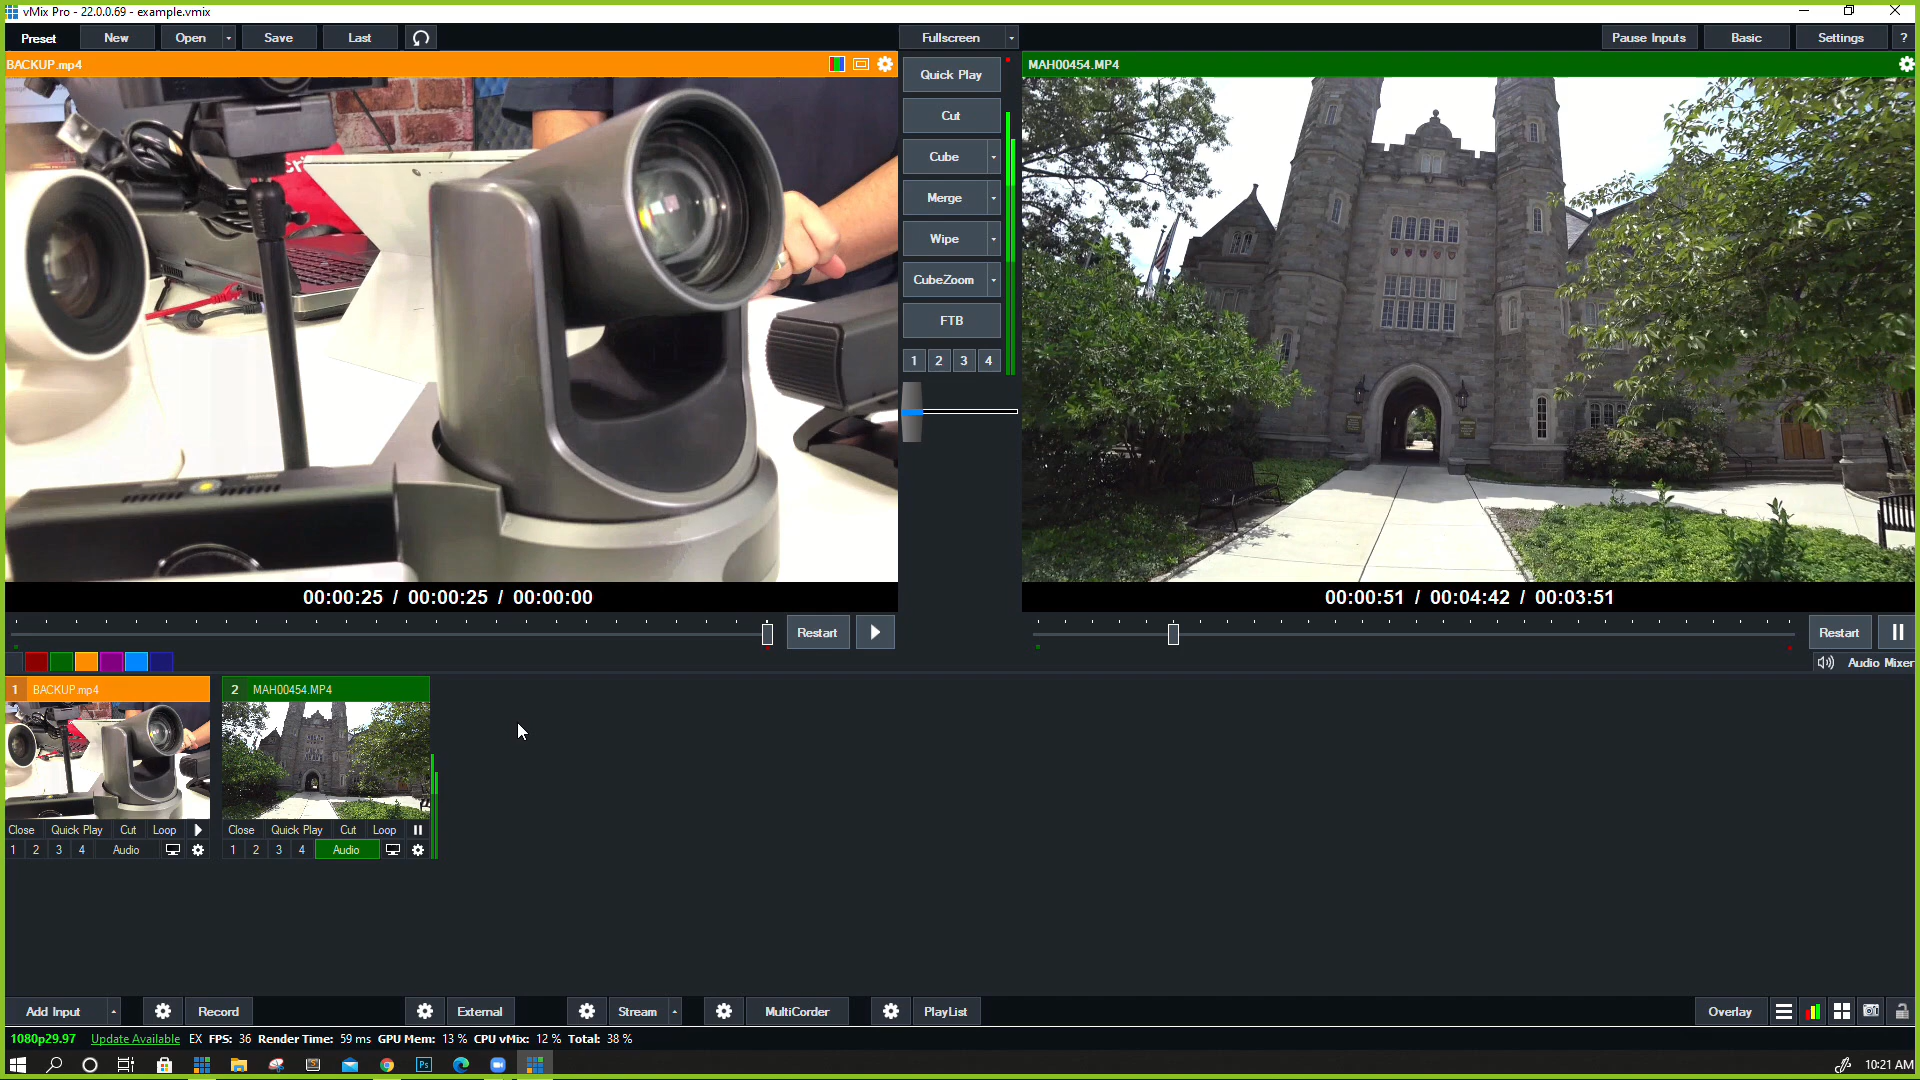 vMix Pro - 22.0.0.69 - example.vmix
Preset New Open Save Last Fullscreen Pause Inputs Basic Settings ?
BACKUP.mp4
MAH00454.MP4
Quick Play
Cut
Cube
Merge
Wipe
CubeZoom
FTB
1 2 3 4
00:00:25 / 00:00:25 / 00:00:00
00:00:51 / 00:04:42 / 00:03:51
Restart
Restart
Audio Mixer
1 BACKUP.mp4
2 MAH00454.MP4
Close Quick Play Cut Loop
Close Quick Play Cut Loop
1 2 3 4 Audio
1 2 3 4 Audio
Add Input Record External Stream MultiCorder PlayList Overlay
1080p29.97 Update Available EX FPS: 36 Render Time: 59 ms GPU Mem: 13 % CPU vMix: 12 % Total: 38 %
Ps
10:21 AM